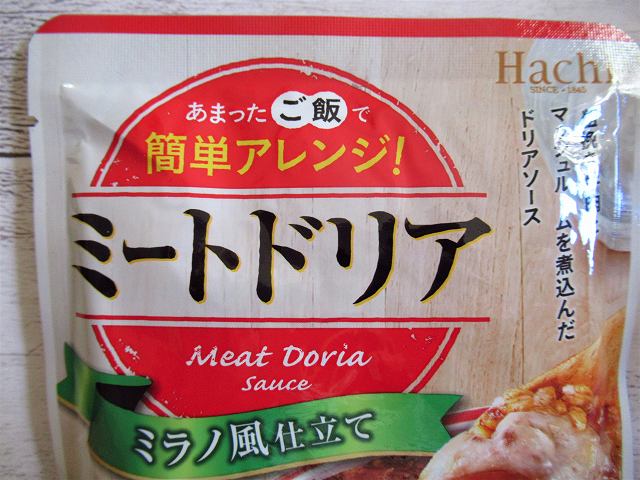 Hachi
SINCE - 1845
あまったご飯で
簡単アレンジ!
ミートドリア
Meat Doria
Sauce
ミラノ風仕立て
を煮込んだ
ドリアソース